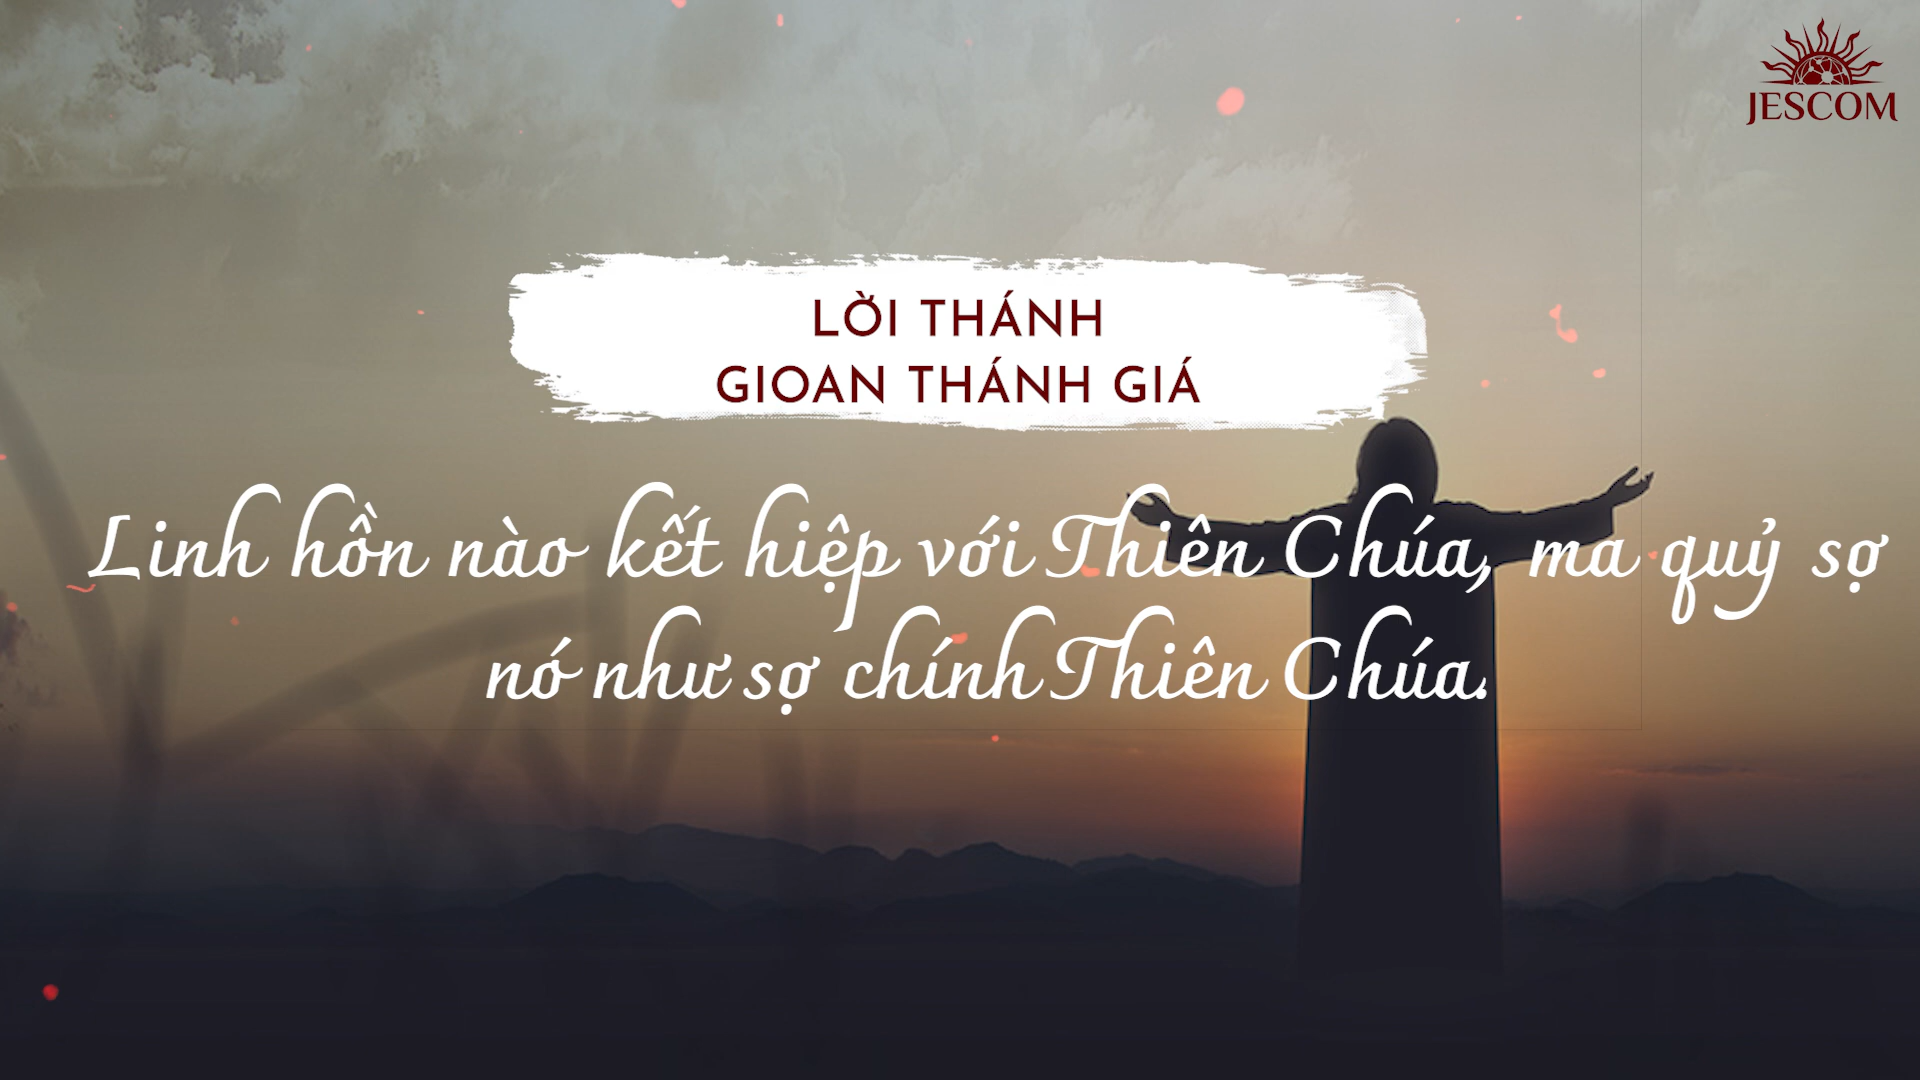 JESCOM
LỜI THÁNH
GIOAN THÁNH GIÁ
Linh hồn nào kết hiệp với Thiên Chúa, ma quỷ sợ
nó như sợ chính Thiên Chúa.